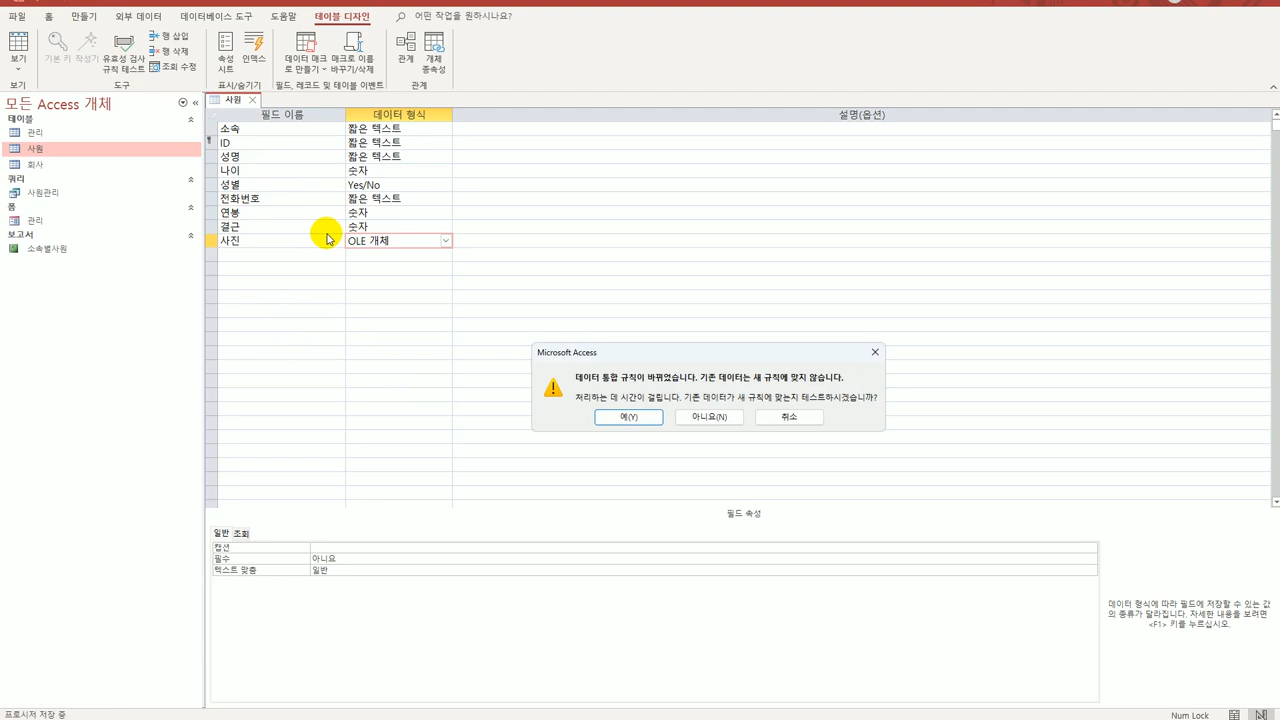 파일 홈 만들기 외부 데이터 데이터베이스 도구 도움말 테이블 디자인 어떤 작업을 원하시나요?
보기
기본 키
작성기
유효성 검사
규칙 테스트
행 삽입
행 삭제
조회 수정
속성
시트
인덱스
데이터 매크
로 만들기
매크로 이름
바꾸기/삭제
관계
개체
종속성
보기 도구 표시/숨기기 필드, 레코드 및 테이블 이벤트 관계
모든 Access 개체
테이블
관리
사원
회사
쿼리
사원관리
폼
관리
보고서
소속별사원
사원
필드 이름 데이터 형식 설명(옵션)
소속 짧은 텍스트
ID 짧은 텍스트
성명 짧은 텍스트
나이 숫자
성별 Yes/No
전화번호 짧은 텍스트
연봉 숫자
결근 숫자
사진 OLE 개체
Microsoft Access
데이터 통합 규칙이 바뀌었습니다. 기존 데이터는 새 규칙에 맞지 않습니다.
처리하는 데 시간이 걸립니다. 기존 데이터가 새 규칙에 맞는지 테스트하시겠습니까?
예(Y) 아니요(N) 취소
필드 속성
일반 조회
캡션
필수 아니요
텍스트 맞춤 일반
데이터 형식에 따라 필드에 저장할 수 있는 값
의 종류가 달라집니다. 자세한 내용을 보려면
<F1> 키를 누르십시오.
프로시저 저장 중
Num Lock